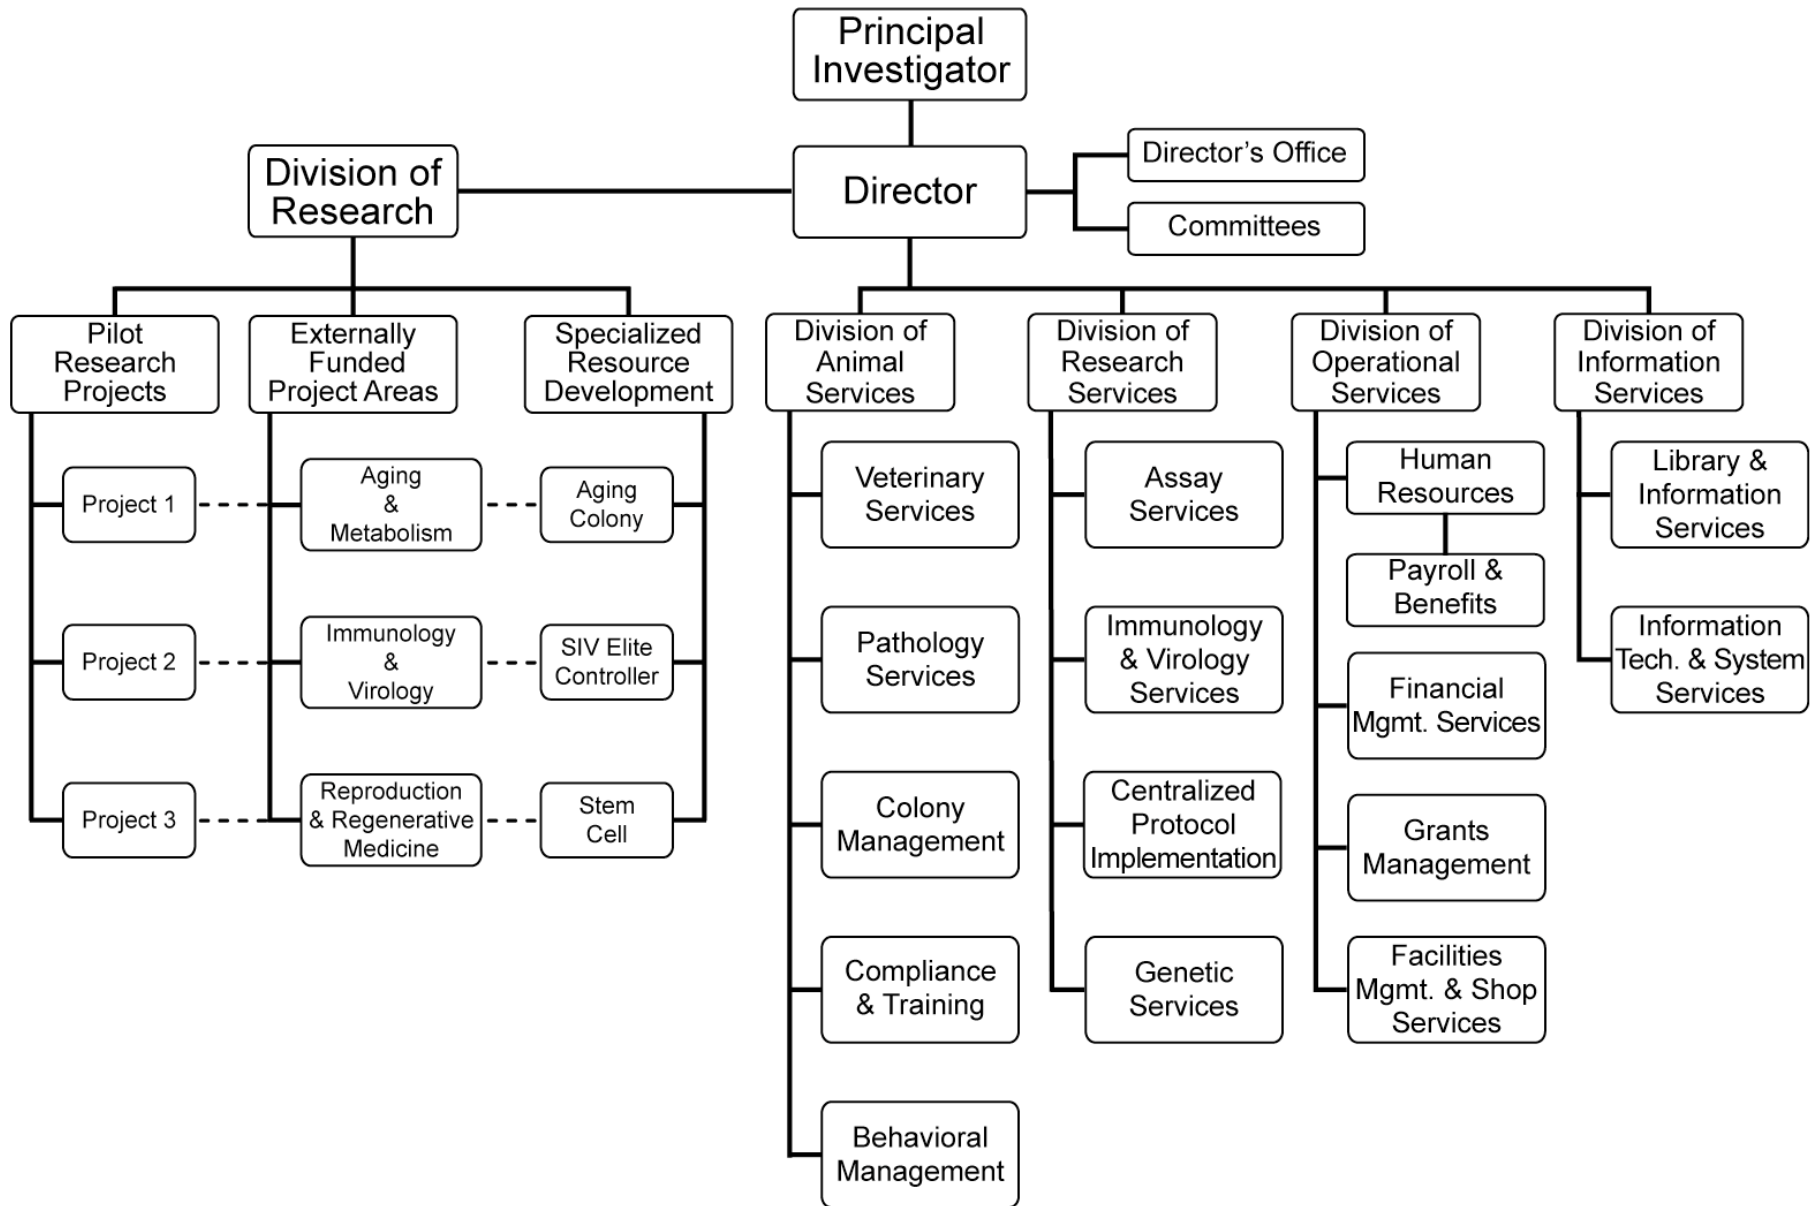 Principal
Investigator
Division of
Research
Director
Director’s Office
Committees
Pilot
Research
Projects
Externally
Funded
Project Areas
Specialized
Resource
Development
Project 1
Aging
&
Metabolism
Aging
Colony
Project 2
Immunology
&
Virology
SIV Elite
Controller
Project 3
Reproduction
& Regenerative
Medicine
Stem
Cell
Division of
Animal
Services
Veterinary
Services
Pathology
Services
Colony
Management
Compliance
& Training
Behavioral
Management
Division of
Research
Services
Assay
Services
Immunology
& Virology
Services
Centralized
Protocol
Implementation
Genetic
Services
Division of
Operational
Services
Human
Resources
Payroll &
Benefits
Financial
Mgmt. Services
Grants
Management
Facilities
Mgmt. & Shop
Services
Division of
Information
Services
Library &
Information
Services
Information
Tech. & System
Services